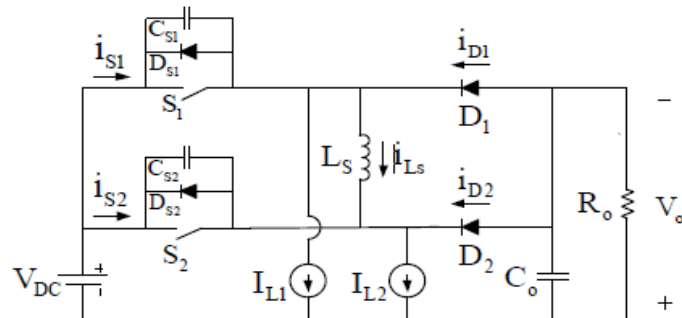 C_S1
i_S1
D_S1
S_1
i_D1
D_1
−
L_S
i_Ls
C_S2
i_S2
D_S2
S_2
i_D2
D_2
R_o
V_o
V_DC
+
-
I_L1
I_L2
C_o
+